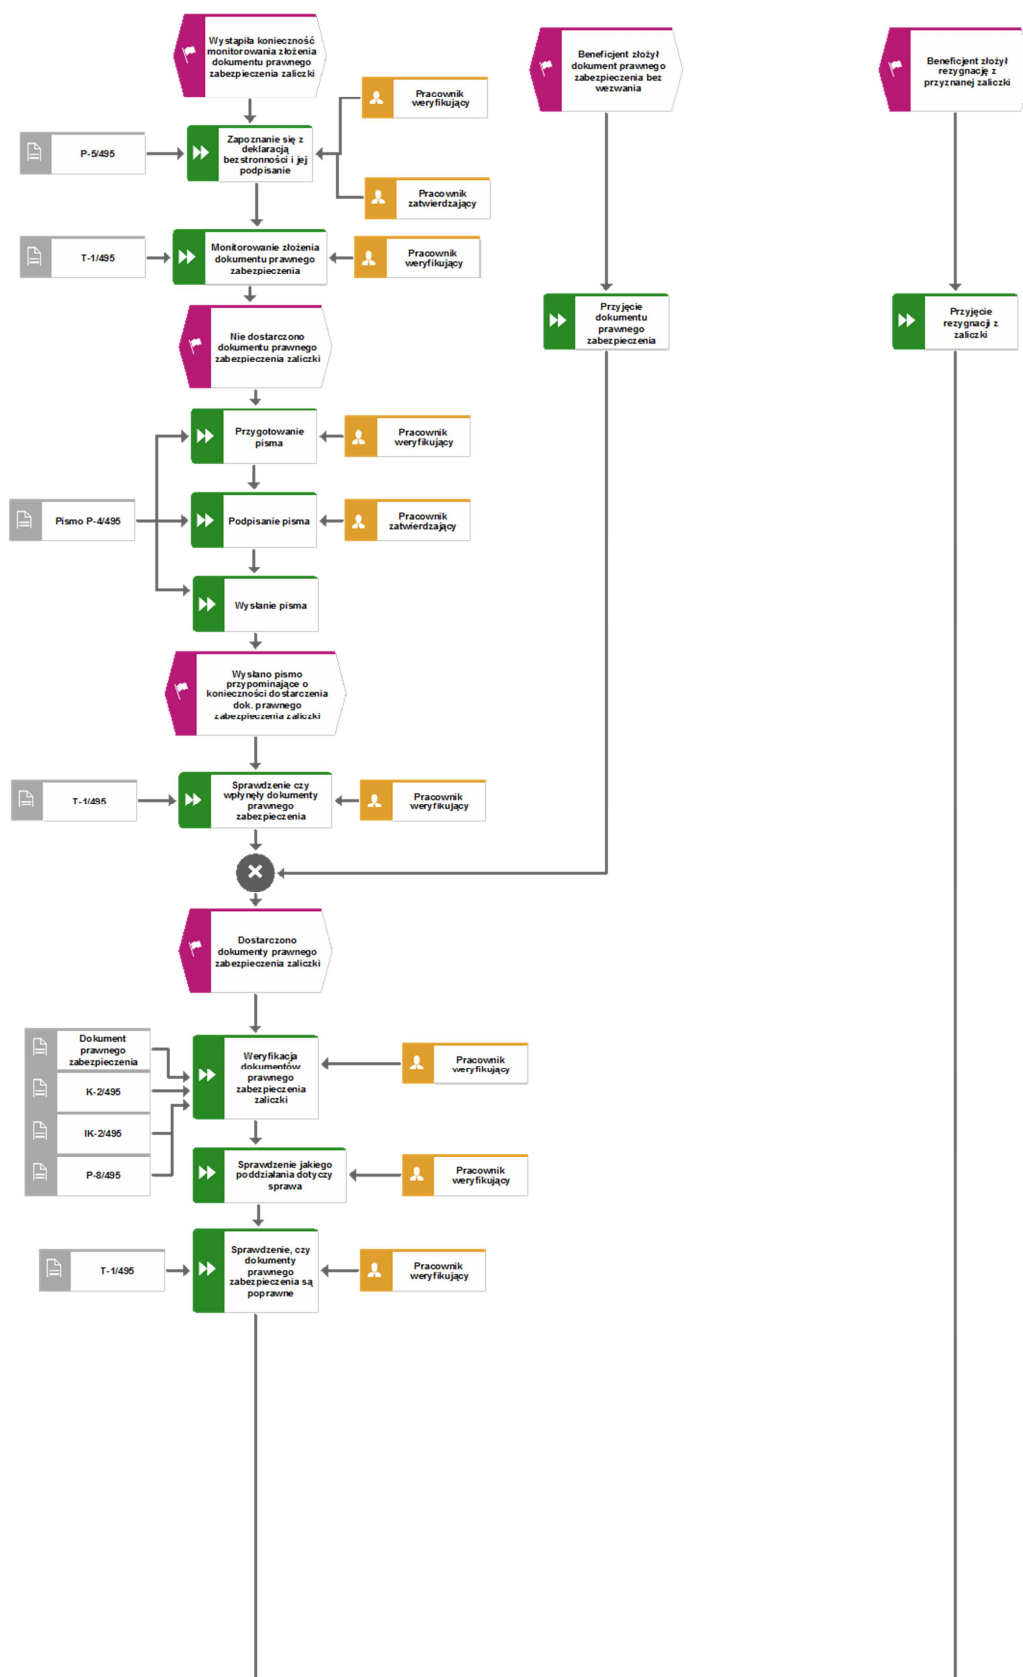 Wystąpiła konieczność
monitorowania złożenia
dokumentu prawnego
zabezpieczenia zaliczki
Beneficjent złożył
dokument prawnego
zabezpieczenia bez
wezwania
Beneficjent złożył
rezygnację z
przyznanej zaliczki
Pracownik
weryfikujący
P-5/495
Zapoznanie się z
deklaracją
bezstronności i jej
podpisanie
Pracownik
zatwierdzający
T-1/495
Monitorowanie złożenia
dokumentu prawnego
zabezpieczenia
Pracownik
weryfikujący
Przyjęcie
dokumentu
prawnego
zabezpieczenia
Przyjęcie
rezygnacji z
zaliczki
Nie dostarczono
dokumentu prawnego
zabezpieczenia zaliczki
Przygotowanie
pisma
Pracownik
weryfikujący
Pismo P-4/495
Podpisanie pisma
Pracownik
zatwierdzający
Wysłanie pisma
Wysłano pismo
przypominające o
konieczności dostarczenia
dok. prawnego
zabezpieczenia zaliczki
T-1/495
Sprawdzenie czy
wpłynęły dokumenty
prawnego
zabezpieczenia
Pracownik
weryfikujący
Dostarczono
dokumenty prawnego
zabezpieczenia zaliczki
Dokument
prawnego
zabezpieczenia
K-2/495
IK-2/495
P-8/495
Weryfikacja
dokumentów
prawnego
zabezpieczenia
zaliczki
Pracownik
weryfikujący
Sprawdzenie jakiego
poddziałania dotyczy
sprawa
Pracownik
weryfikujący
T-1/495
Sprawdzenie, czy
dokumenty
prawnego
zabezpieczenia są
poprawne
Pracownik
weryfikujący